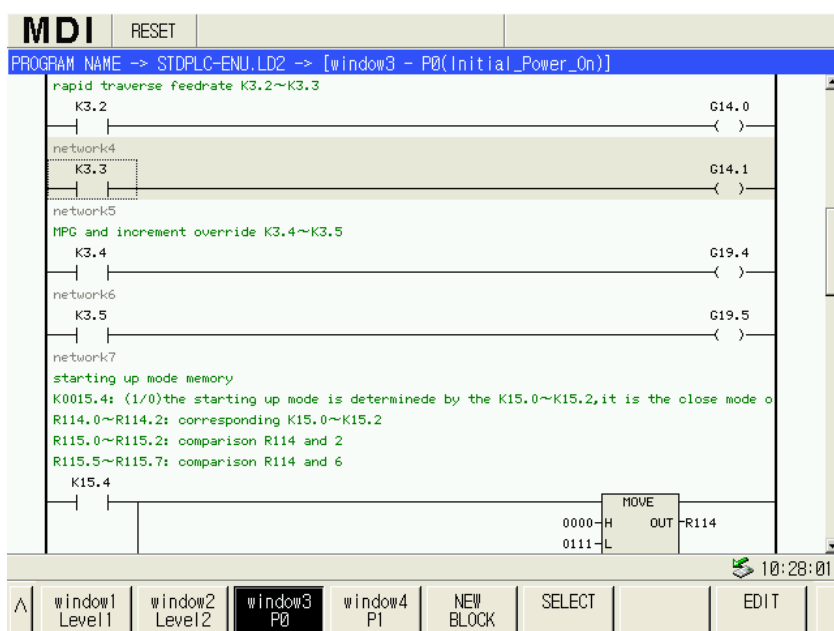 MDI RESET
PROGRAM NAME -> STDPLC-ENU.LD2 -> [window3 - P0(Initial_Power_On)]
rapid traverse feedrate K3.2~K3.3
K3.2 G14.0
network4
K3.3 G14.1
network5
MPG and increment override K3.4~K3.5
K3.4 G19.4
network6
K3.5 G19.5
network7
starting up mode memory
K0015.4: (1/0)the starting up mode is determinede by the K15.0~K15.2,it is the close mode o
R114.0~R114.2: corresponding K15.0~K15.2
R115.0~R115.2: comparison R114 and 2
R115.5~R115.7: comparison R114 and 6
K15.4
MOVE
0000-H OUT -R114
0111-L
10:28:01
window1 window2 window3 window4 NEW SELECT EDIT
Level1 Level2 P0 P1 BLOCK